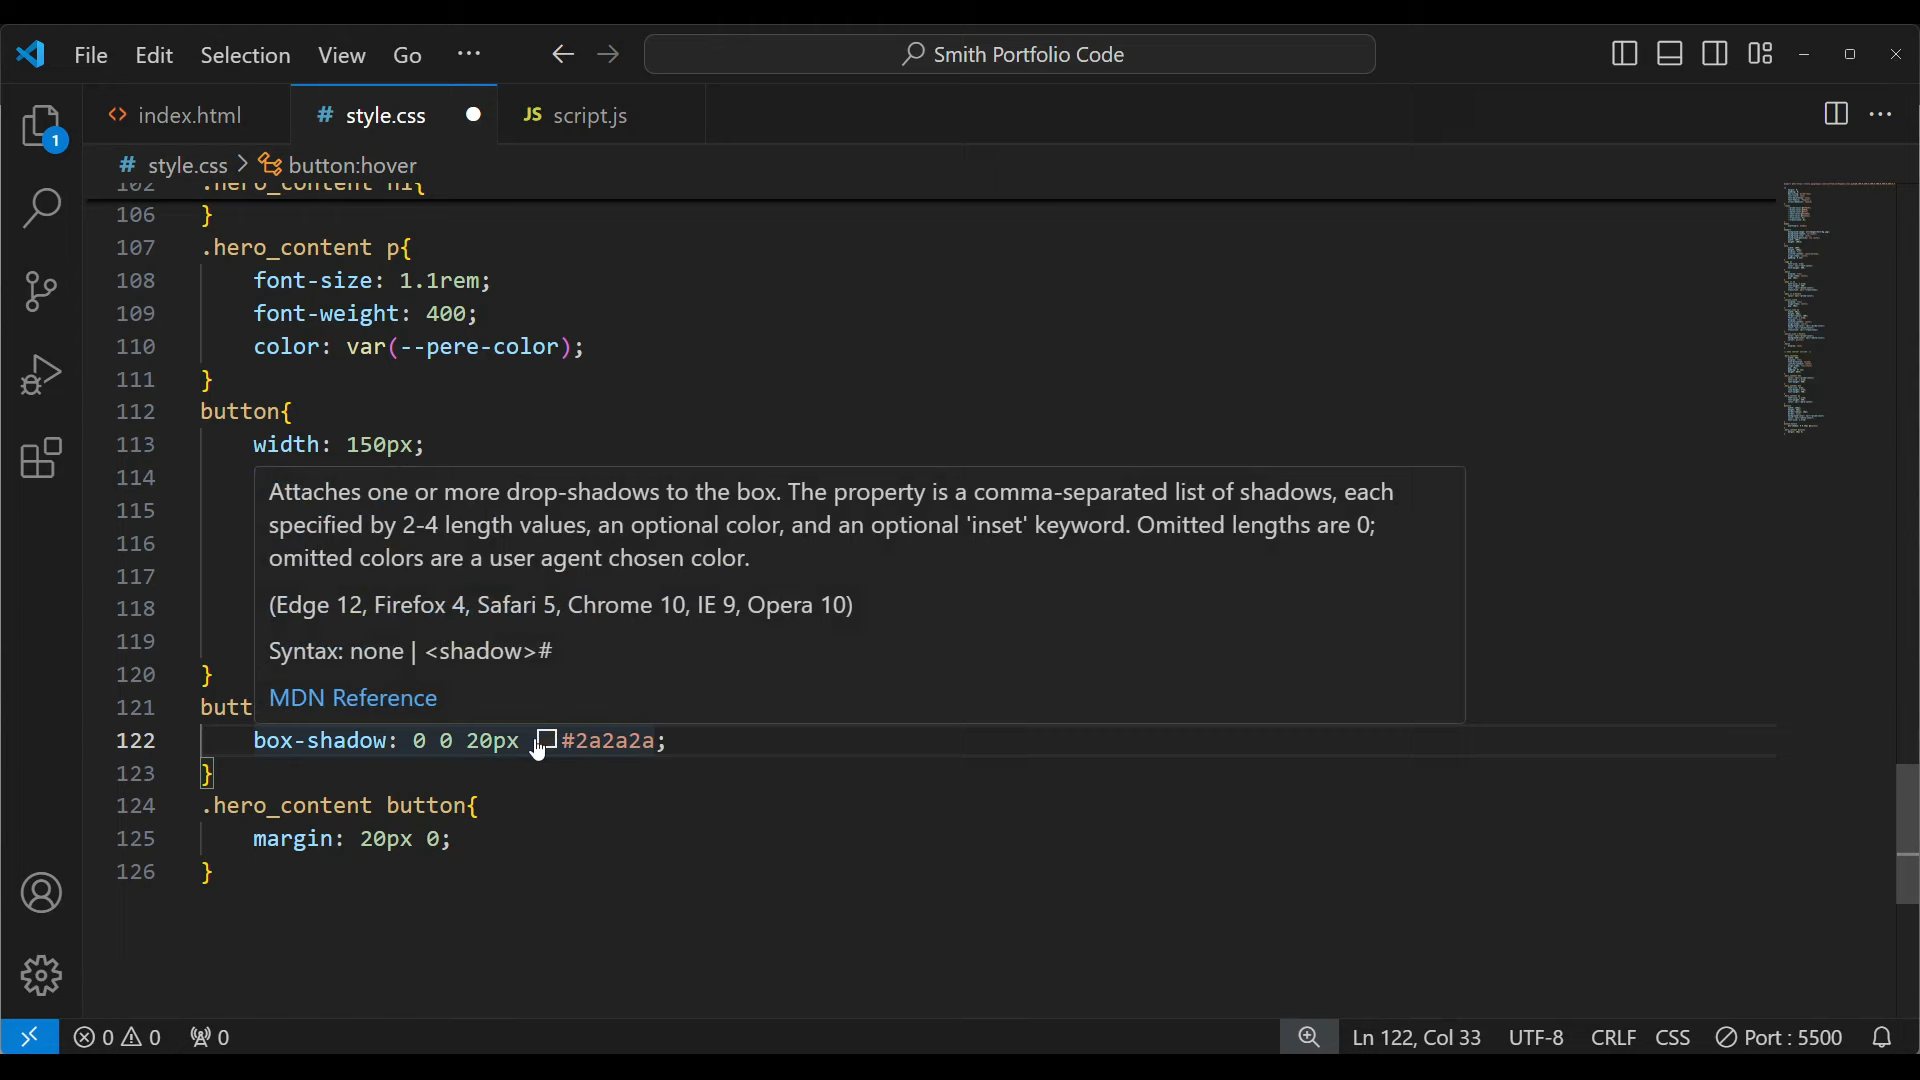 File Edit Selection View Go ··· Smith Portfolio Code
<> index.html # style.css JS script.js
1
# style.css > button:hover
102 .hero_content h1{
106 }
107 .hero_content p{
108 font-size: 1.1rem;
109 font-weight: 400;
110 color: var(--pere-color);
111 }
112 button{
113 width: 150px;
114
115
116
117
118
119
Attaches one or more drop-shadows to the box. The property is a comma-separated list of shadows, each
specified by 2-4 length values, an optional color, and an optional 'inset' keyword. Omitted lengths are 0;
omitted colors are a user agent chosen color.
(Edge 12, Firefox 4, Safari 5, Chrome 10, IE 9, Opera 10)
Syntax: none | <shadow>#
MDN Reference
120 }
121 butt
122 box-shadow: 0 0 20px #2a2a2a;
123 }
124 .hero_content button{
125 margin: 20px 0;
126 }
0 0 0 Ln 122, Col 33 UTF-8 CRLF CSS Port : 5500